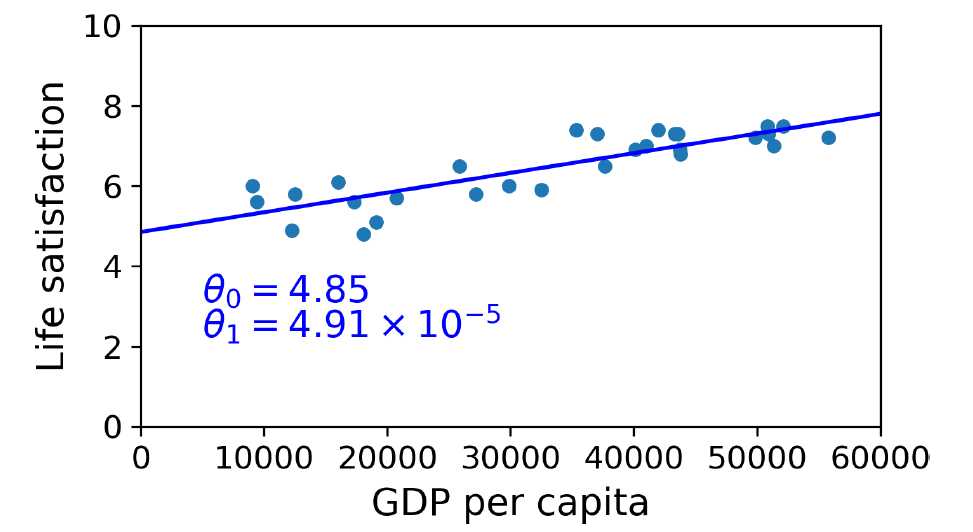 10
8
6
4
2
0
Life satisfaction
θ₀ = 4.85
θ₁ = 4.91 × 10⁻⁵
0 10000 20000 30000 40000 50000 60000
GDP per capita